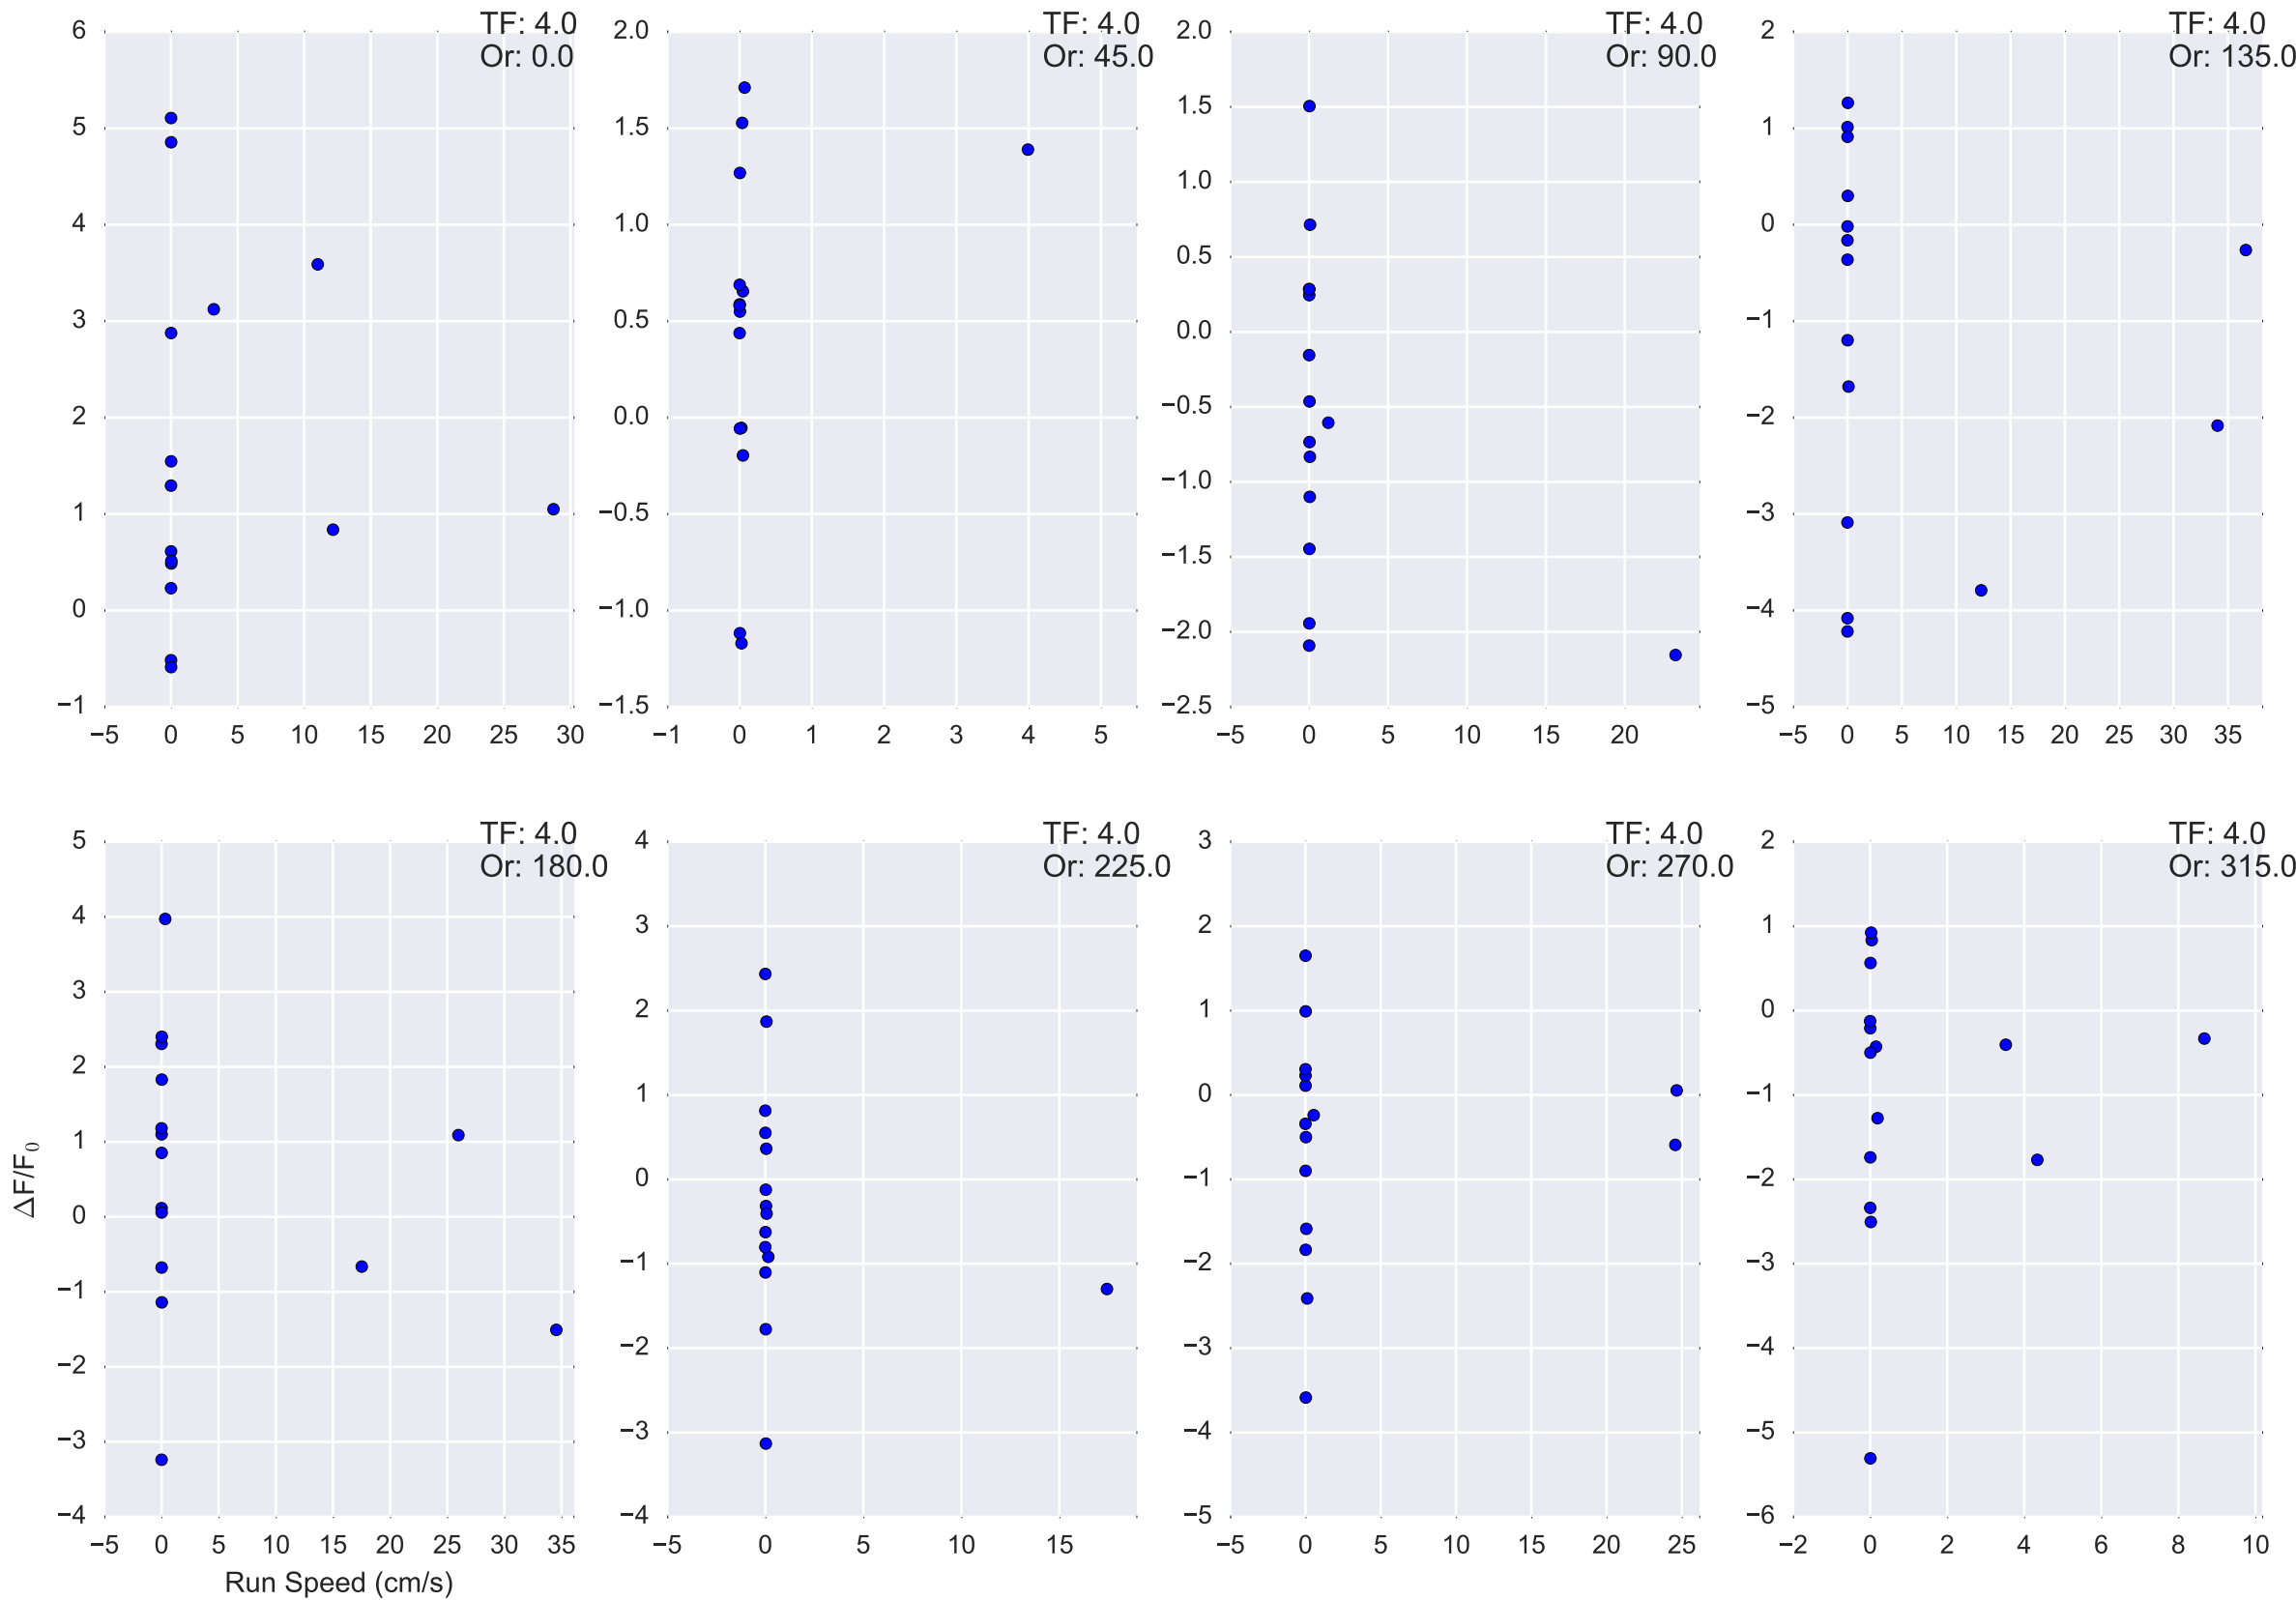 TF: 4.0
Or: 0.0
6
5
4
3
2
1
0
−1
−5 0 5 10 15 20 25 30
TF: 4.0
Or: 45.0
2.0
1.5
1.0
0.5
0.0
−0.5
−1.0
−1.5
−1 0 1 2 3 4 5
TF: 4.0
Or: 90.0
2.0
1.5
1.0
0.5
0.0
−0.5
−1.0
−1.5
−2.0
−2.5
−5 0 5 10 15 20
TF: 4.0
Or: 135.0
2
1
0
−1
−2
−3
−4
−5
−5 0 5 10 15 20 25 30 35
TF: 4.0
Or: 180.0
5
4
3
2
1
0
−1
−2
−3
−4
−5 0 5 10 15 20 25 30 35
ΔF/F₀
Run Speed (cm/s)
TF: 4.0
Or: 225.0
4
3
2
1
0
−1
−2
−3
−4
−5 0 5 10 15
TF: 4.0
Or: 270.0
3
2
1
0
−1
−2
−3
−4
−5
−5 0 5 10 15 20 25
TF: 4.0
Or: 315.0
2
1
0
−1
−2
−3
−4
−5
−6
−2 0 2 4 6 8 10